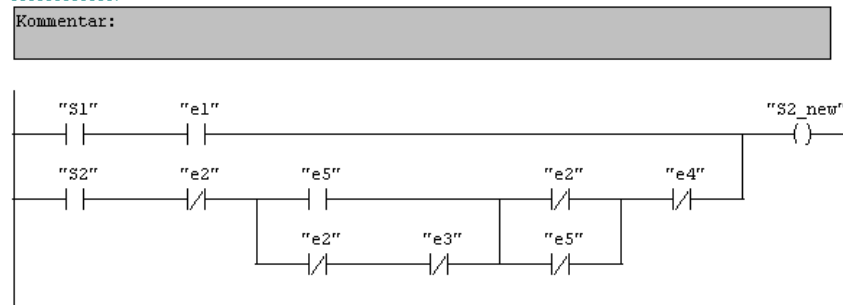 Kommentar:
"S1" "e1" "S2_new"
"S2" "e2" "e5" "e2" "e4"
"e2" "e3" "e5"